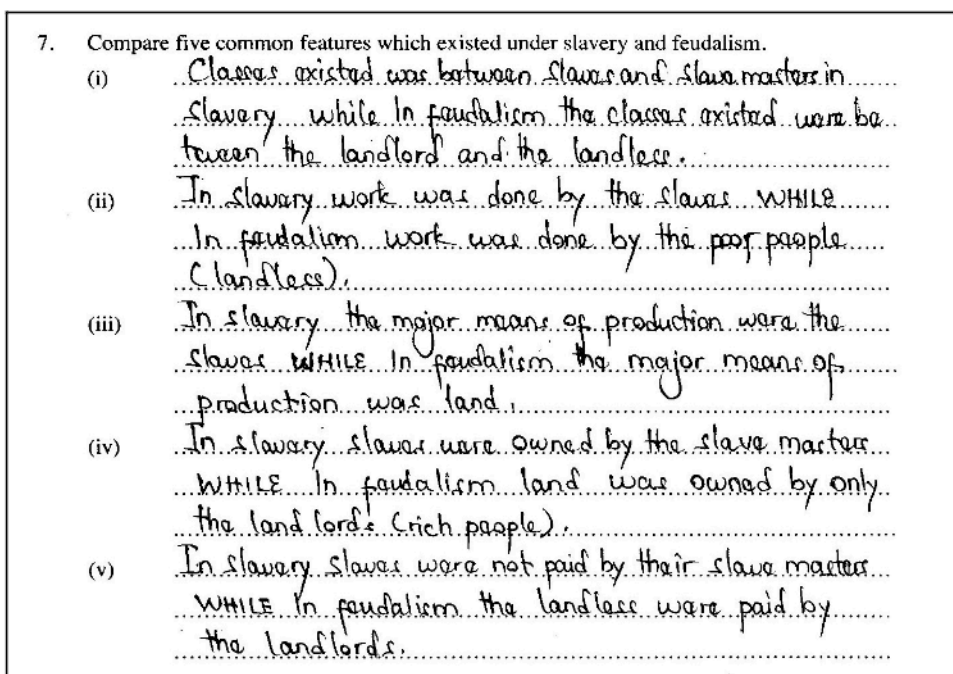 7. Compare five common features which existed under slavery and feudalism.
(i) Classes existed was between slaves and slave masters in
slavery while In feudalism the classes existed were be
tween the landlord and the landless.
(ii) In slavery work was done by the slaves WHILE
In feudalism work was done by the poor people
(landless).
(iii) In slavery the major means of production were the
slaves WHILE In feudalism the major means of
production was land.
(iv) In slavery slaves were owned by the slave masters
WHILE In feudalism land was owned by only
the land lord's (rich people).
(v) In slavery slaves were not paid by their slave masters
WHILE In feudalism the landless were paid by
the landlords.